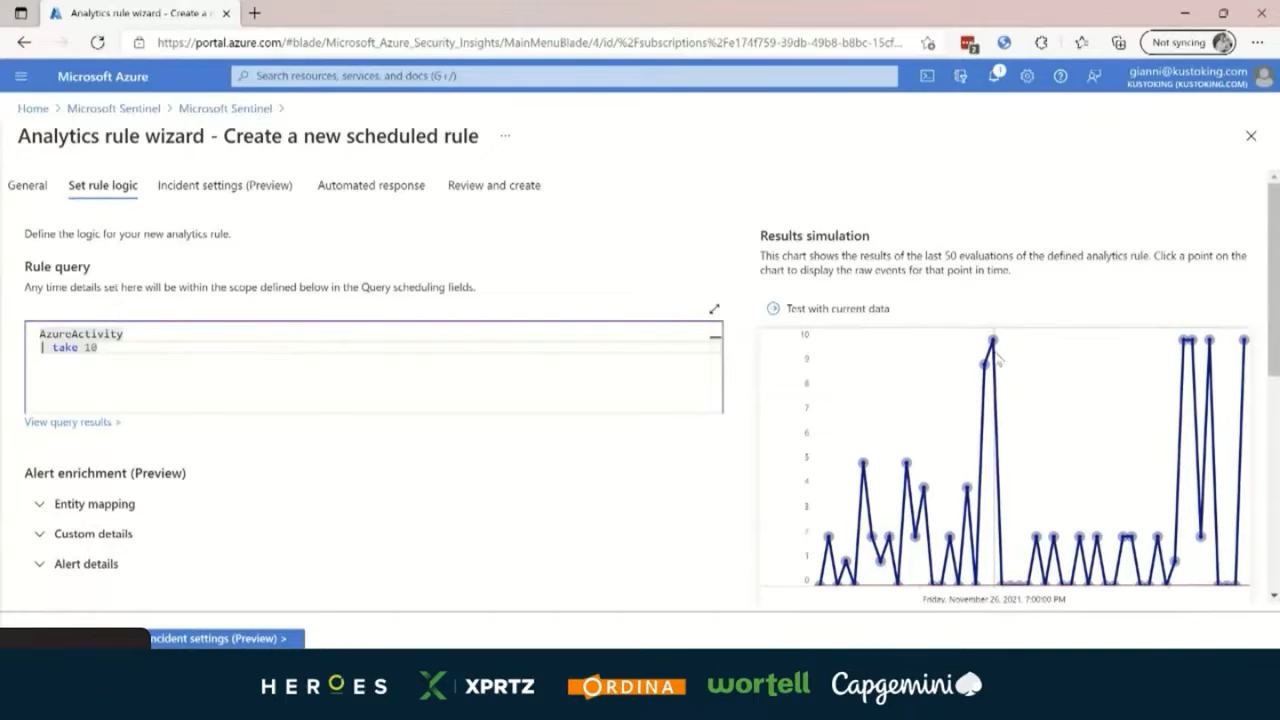 Analytics rule wizard - Create a n
https://portal.azure.com/#blade/Microsoft_Azure_Security_Insights/MainMenuBlade/4/id/%2Fsubscriptions%2Fe174f759-39db-49b8-b8bc-15cf...
Not syncing
Microsoft Azure
Search resources, services, and docs (G+/)
1
gianni@kustoking.com
KUSTOKING (KUSTOKING.COM)
Home > Microsoft Sentinel > Microsoft Sentinel >
Analytics rule wizard - Create a new scheduled rule ...
General Set rule logic Incident settings (Preview) Automated response Review and create
Define the logic for your new analytics rule.
Rule query
Any time details set here will be within the scope defined below in the Query scheduling fields.
AzureActivity
| take 10
View query results >
Alert enrichment (Preview)
Entity mapping
Custom details
Alert details
Results simulation
This chart shows the results of the last 50 evaluations of the defined analytics rule. Click a point on the
chart to display the raw events for that point in time.
Test with current data
10
9
8
7
6
5
4
3
2
1
0
Friday, November 26, 2021, 7:00:00 PM
ncident settings (Preview) >
HEROES XPRTZ ORDINA wortell Capgemini